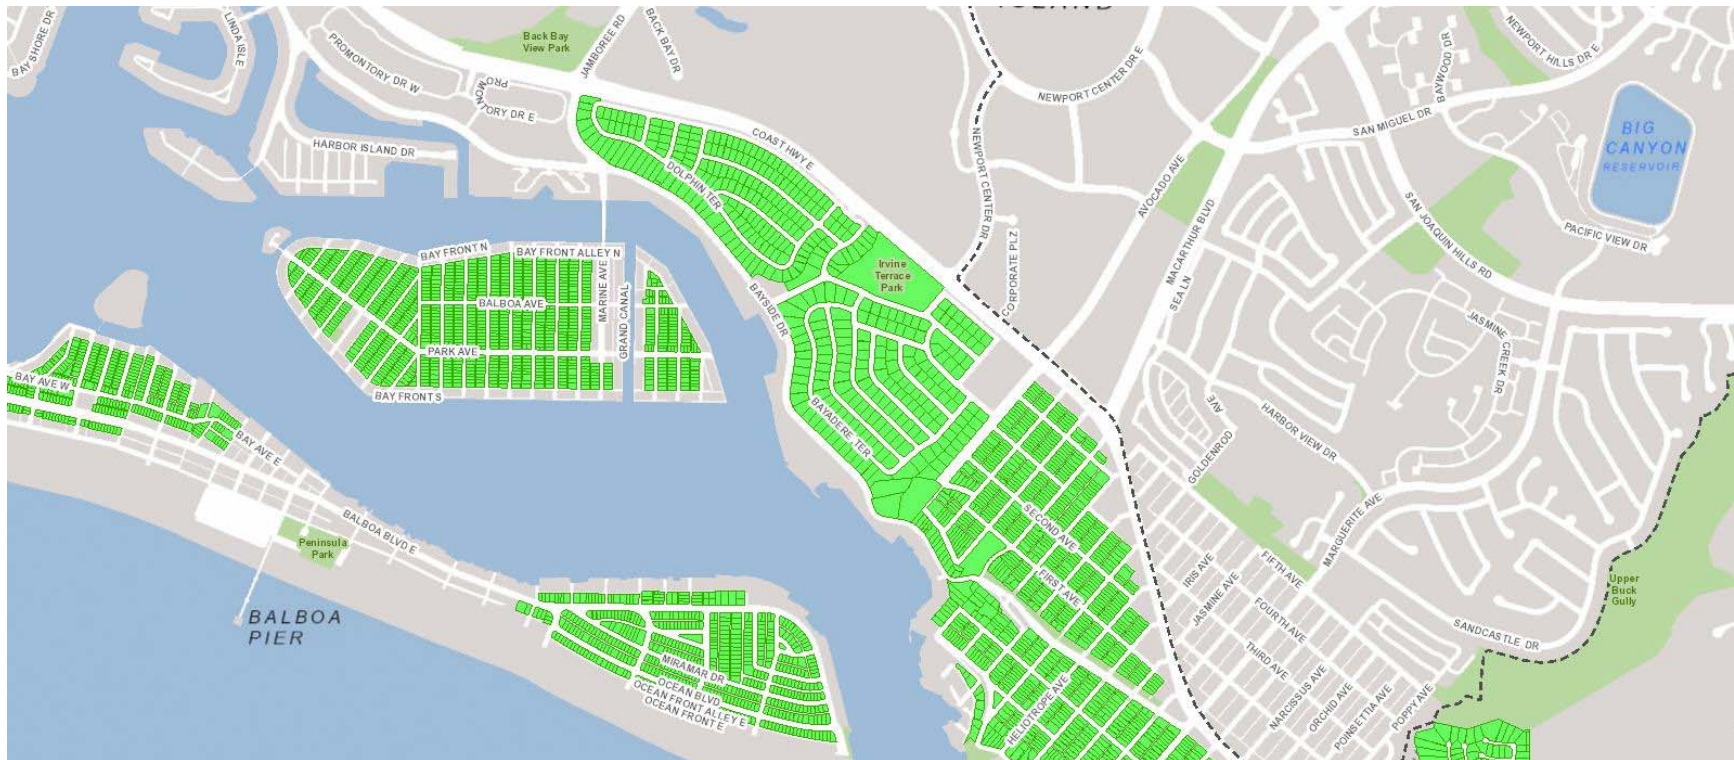 ISLAND
BAY SHORE DR
LINDA ISLE
PROMONTORY DR W
PRO
MONTORY DR E
Back Bay
View Park
JAMBOREE RD
BACK BAY DR
HARBOR ISLAND DR
COAST HWY E
DOLPHIN TER
NEWPORT CENTER DR E
NEWPORT CENTER DR
AVOCADO AVE
MACARTHUR BLVD
SEA LN
CORPORATE PLZ
SAN MIGUEL DR
BAYWOOD DR
NEWPORT HILLS DR E
BIG
CANYON
RESERVOIR
PACIFIC VIEW DR
SAN JOAQUIN HILLS RD
JASMINE
CREEK DR
BAY FRONT N
BAY FRONT ALLEY N
MARINE AVE
BALBOA AVE
GRAND CANAL
PARK AVE
BAY FRONT S
BAYSIDE DR
Irvine
Terrace
Park
BAYADERE TER
BAY AVE W
BAY AVE E
BALBOA BLVD E
Peninsula
Park
BALBOA
PIER
MIRAMAR DR
OCEAN BLVD
OCEAN FRONT ALLEY E
OCEAN FRONT E
SECOND AVE
FIRST AVE
HELIOTROPE AVE
GOLDENROD
AVE
HARBOR VIEW DR
MARGUERITE AVE
IRIS AVE
JASMINE AVE
FIFTH AVE
FOURTH AVE
THIRD AVE
NARCISSUS AVE
ORCHID AVE
POINSETTIA AVE
POPPY AVE
SANDCASTLE DR
Upper
Buck
Gully